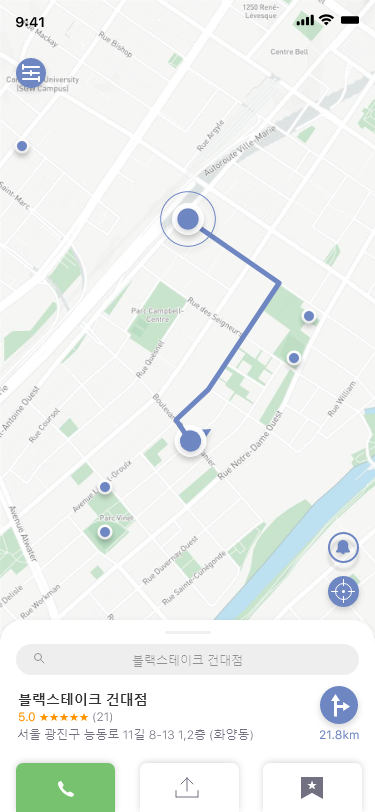 9:41
1250 René-
Lévesque
Rue Mackay
Rue Bishop
Centre Bell
University
(SGW Campus)
Rue Argyle
Autoroute Ville-Marie
Saint-Marc
Parc Campbell-
Centre
Rue des Seigneurs
Rue Quesnel
t-Antoine Ouest
Rue Coursol
Rue William
Rue Notre-Dame Ouest
Parc Vinet
Avenue Atwater
Rue Duvernay Ouest
Rue Sainte-Cunégonde
Delisle
Rue Workman
블랙스테이크 건대점
블랙스테이크 건대점
5.0 ★★★★★ (21)
서울 광진구 능동로 11길 8-13 1,2층 (화양동)
21.8km